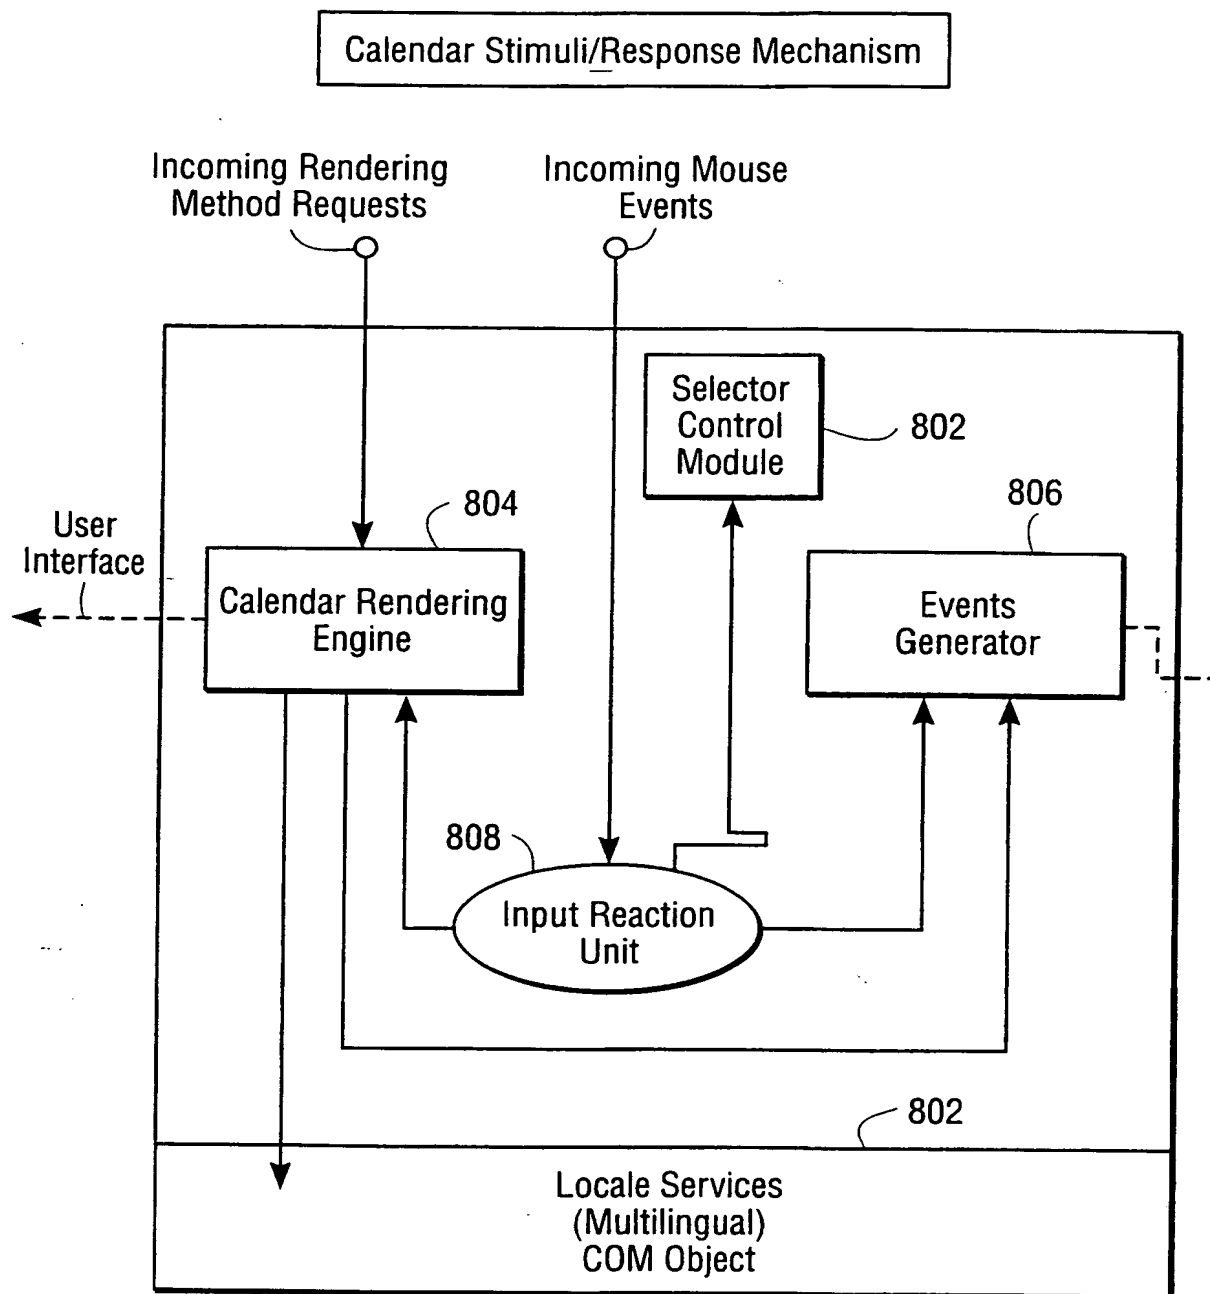 Calendar Stimuli/Response Mechanism
Incoming Rendering
Method Requests
Incoming Mouse
Events
Selector
Control
Module
802
804
806
User
Interface
Calendar Rendering
Engine
Events
Generator
808
Input Reaction
Unit
802
Locale Services
(Multilingual)
COM Object